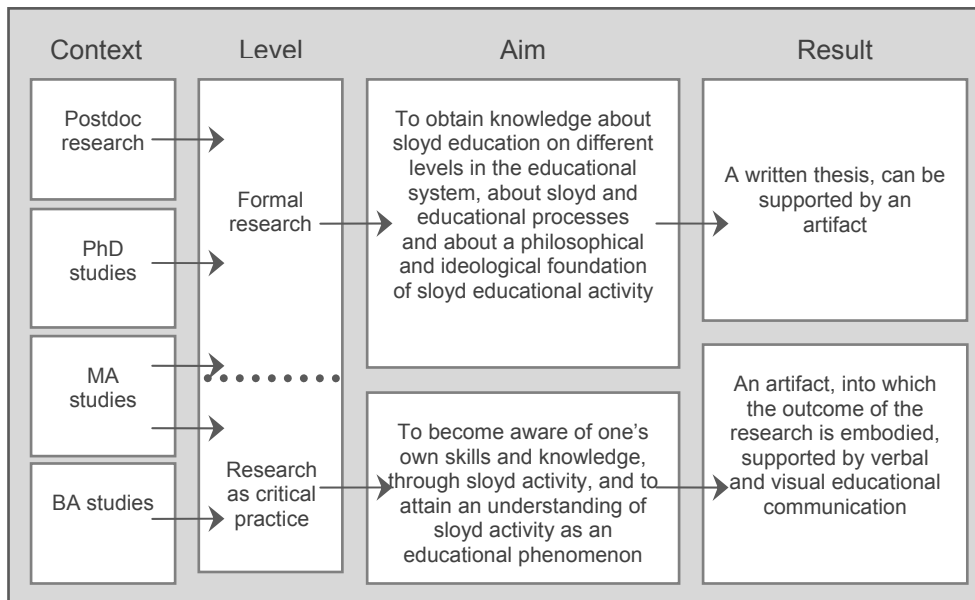 Context
Level
Aim
Result
Postdoc
research
PhD
studies
MA
studies
BA studies
Formal
research
Research
as critical
practice
To obtain knowledge about
sloyd education on different
levels in the educational
system, about sloyd and
educational processes
and about a philosophical
and ideological foundation
of sloyd educational activity
To become aware of one's
own skills and knowledge,
through sloyd activity, and to
attain an understanding of
sloyd activity as an
educational phenomenon
A written thesis, can be
supported by an
artifact
An artifact, into which
the outcome of the
research is embodied,
supported by verbal
and visual educational
communication